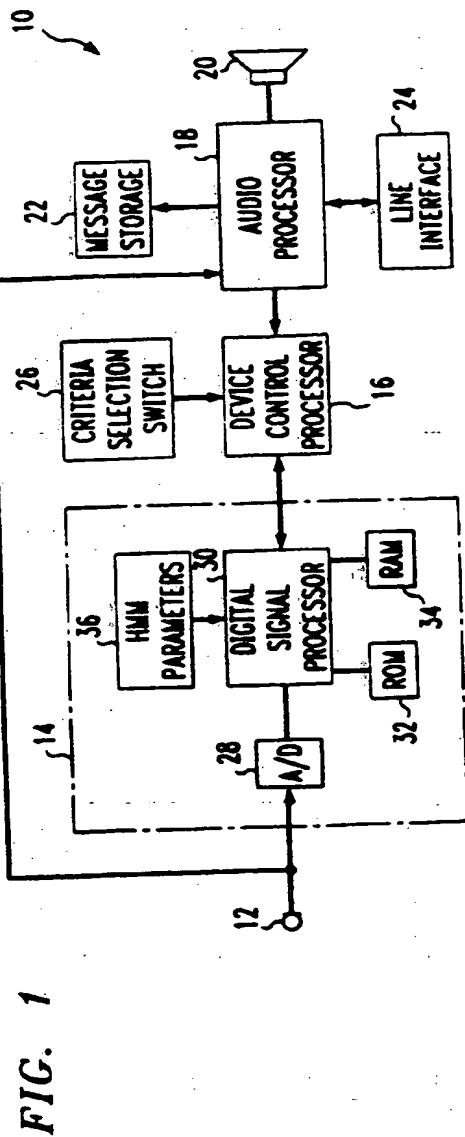 FIG. 1
10
12
14
36
HMM
PARAMETERS
28
A/D
30
DIGITAL
SIGNAL
PROCESSOR
ROM
32
RAM
34
26
CRITERIA
SELECTION
SWITCH
DEVICE
CONTROL
PROCESSOR
16
22
MESSAGE
STORAGE
18
AUDIO
PROCESSOR
20
24
LINE
INTERFACE